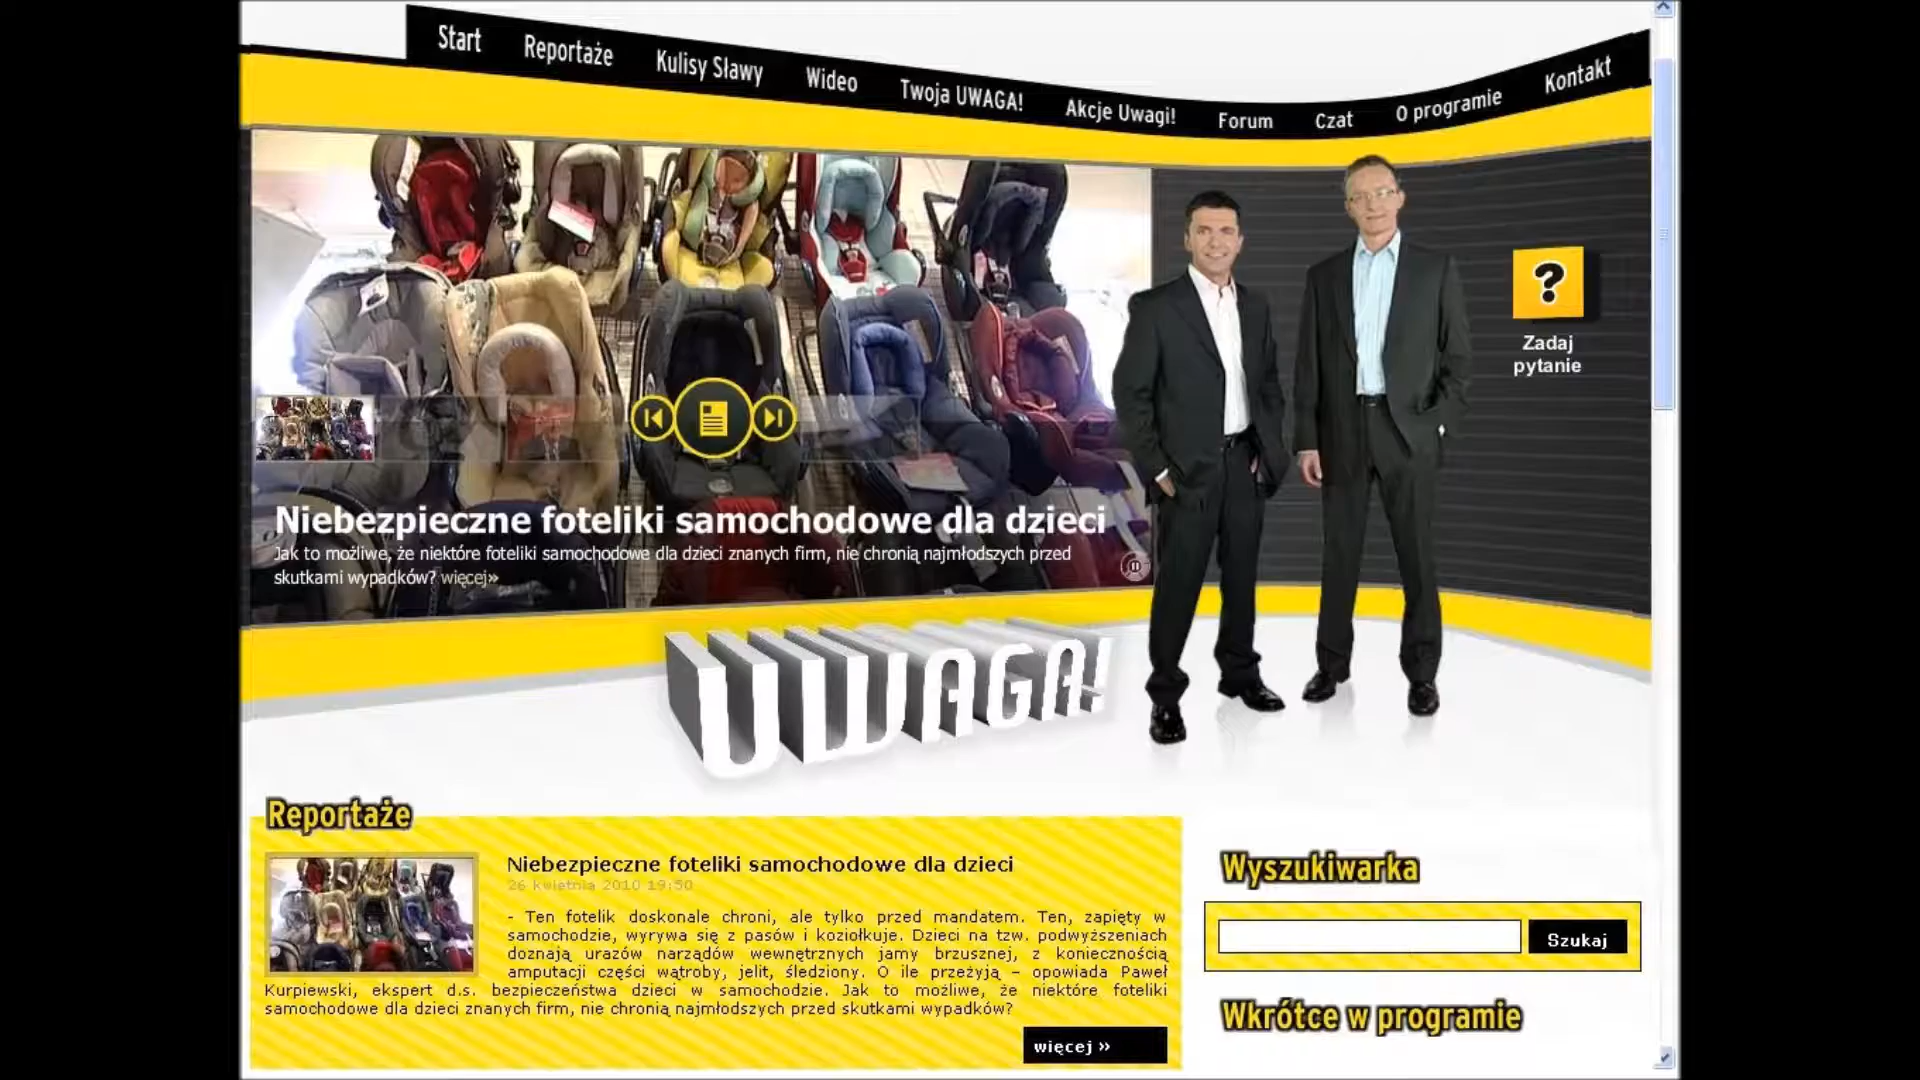 Start
Reportaże
Kulisy Sławy
Wideo
Twoja UWAGA!
Akcje Uwagi!
Forum
Czat
O programie
Kontakt
?
Zadaj
pytanie
Niebezpieczne foteliki samochodowe dla dzieci
Jak to możliwe, że niektóre foteliki samochodowe dla dzieci znanych firm, nie chronią najmłodszych przed
skutkami wypadków? więcej»
UWAGA!
Reportaże
Niebezpieczne foteliki samochodowe dla dzieci
26 kwietnia 2010 19:50
- Ten fotelik doskonale chroni, ale tylko przed mandatem. Ten, zapięty w
samochodzie, wyrywa się z pasów i koziołkuje. Dzieci na tzw. podwyższeniach
doznają urazów narządów wewnętrznych jamy brzusznej, z koniecznością
amputacji części wątroby, jelit, śledziony. O ile przeżyją – opowiada Paweł
Kurpiewski, ekspert d.s. bezpieczeństwa dzieci w samochodzie. Jak to możliwe, że niektóre foteliki
samochodowe dla dzieci znanych firm, nie chronią najmłodszych przed skutkami wypadków?
więcej »
Wyszukiwarka
Szukaj
Wkrótce w programie